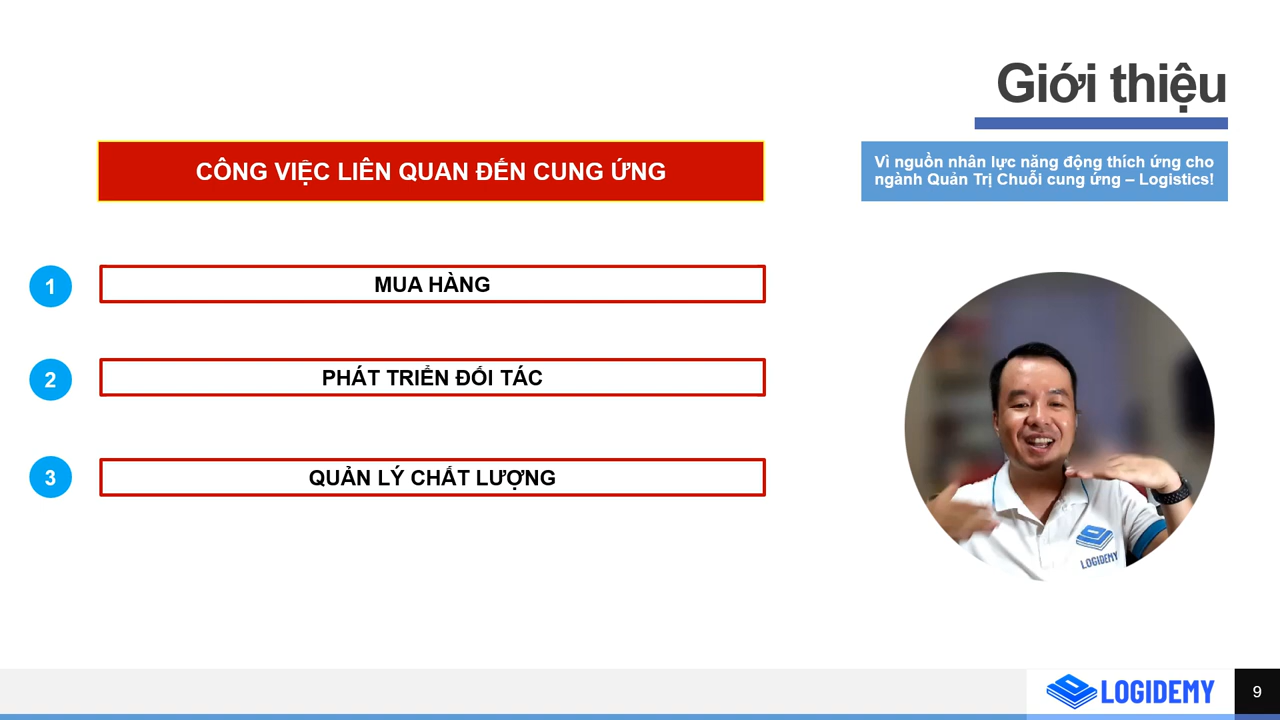 Giới thiệu
CÔNG VIỆC LIÊN QUAN ĐẾN CUNG ỨNG
Vì nguồn nhân lực năng động thích ứng cho
ngành Quản Trị Chuỗi cung ứng – Logistics!
1
MUA HÀNG
2
PHÁT TRIỂN ĐỐI TÁC
3
QUẢN LÝ CHẤT LƯỢNG
LOGIDEMY
LOGIDEMY
9